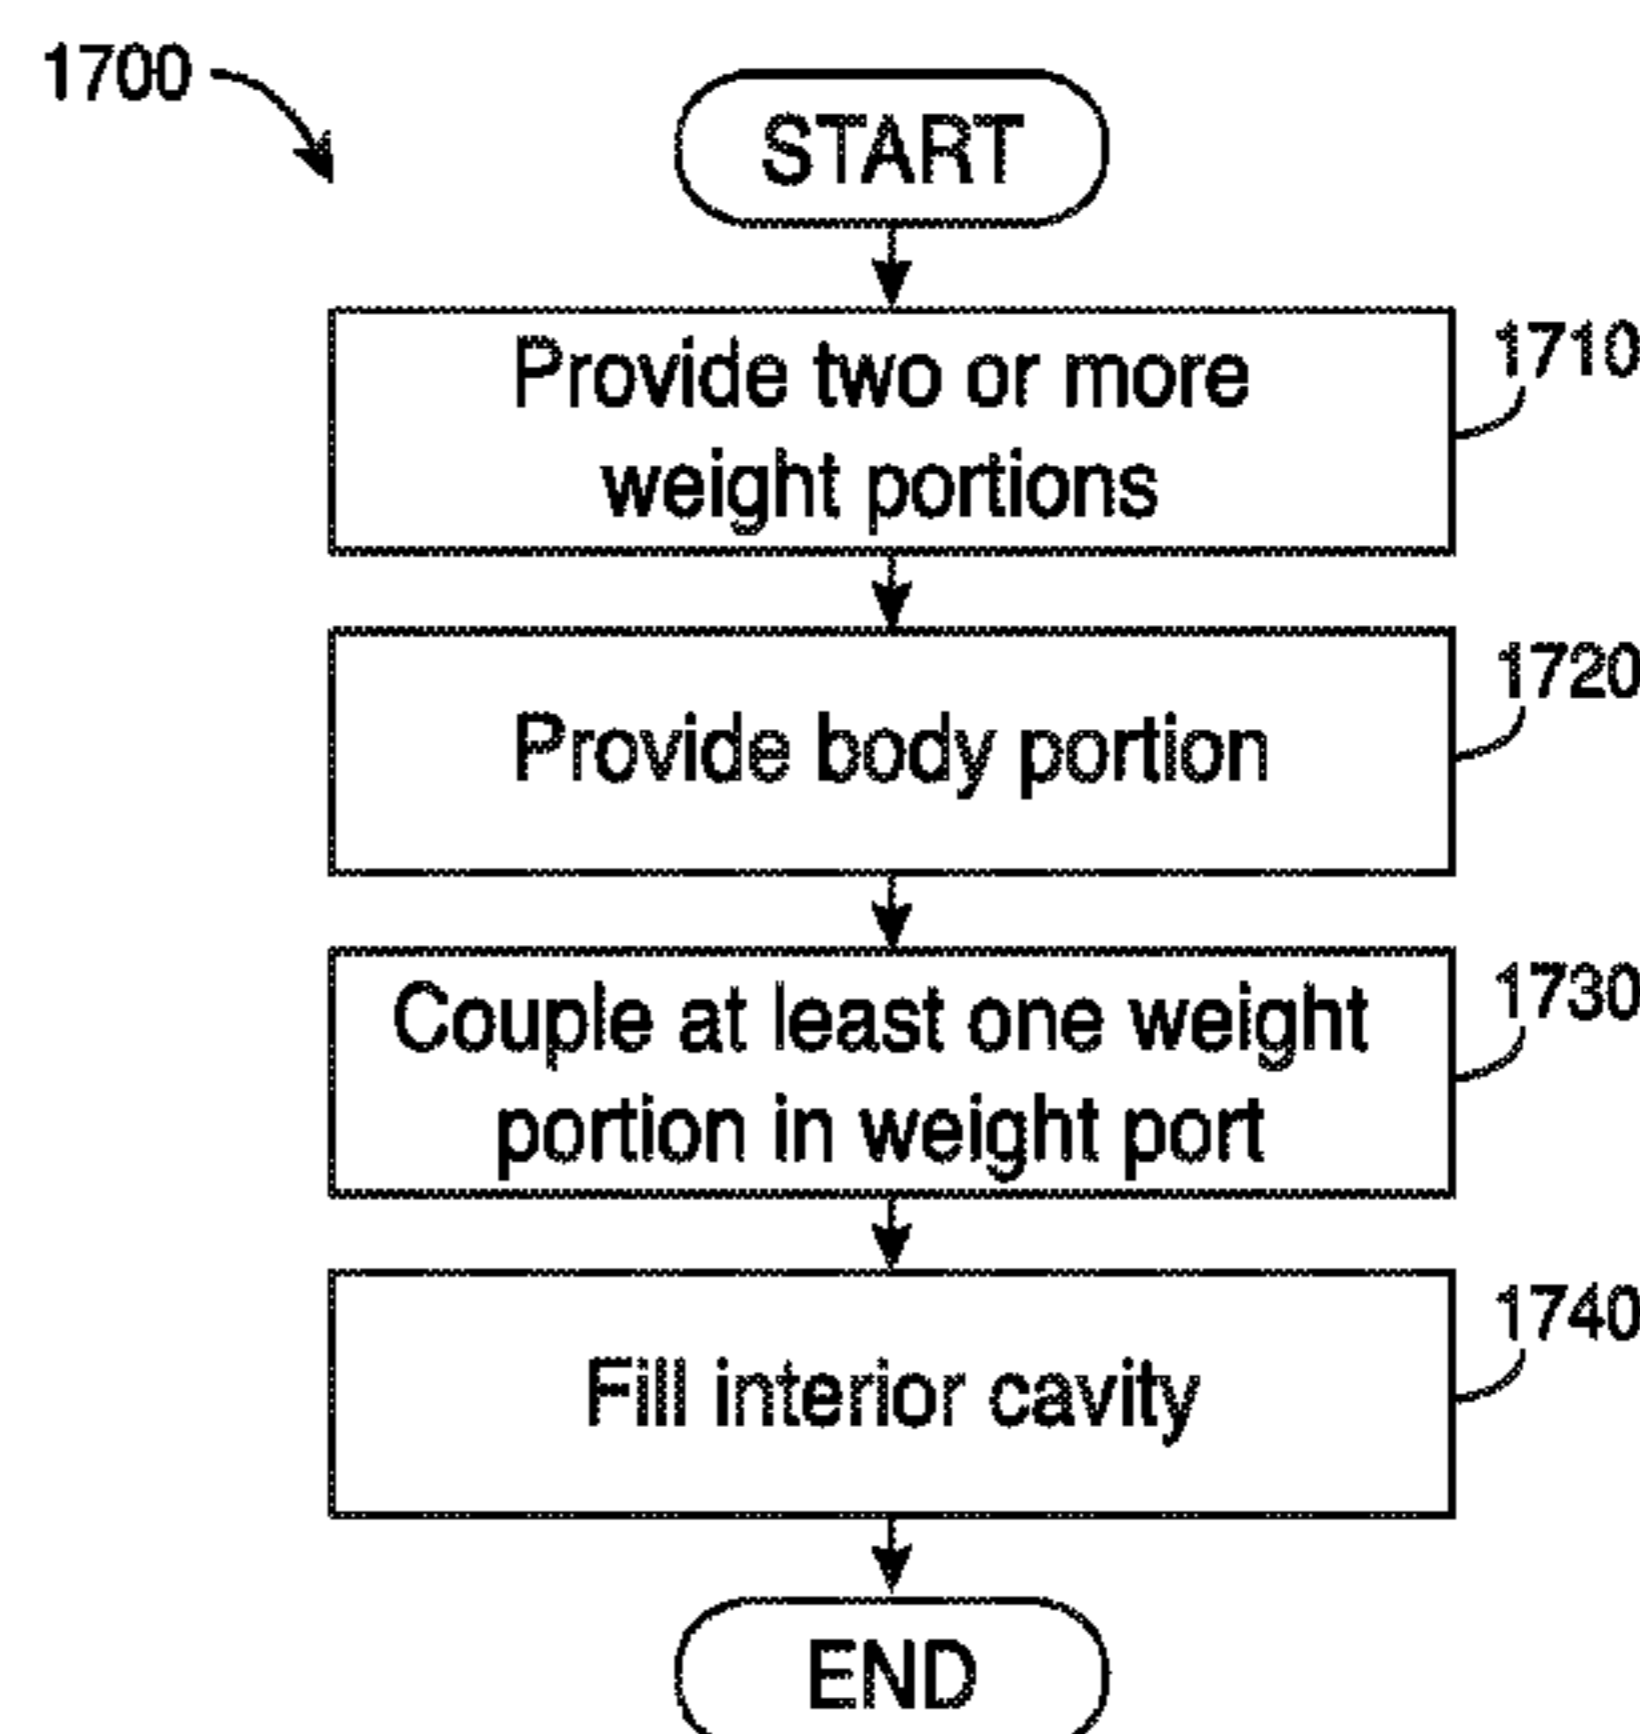 1700
START
Provide two or more
weight portions
1710
Provide body portion
1720
Couple at least one weight
portion in weight port
1730
Fill interior cavity
1740
END